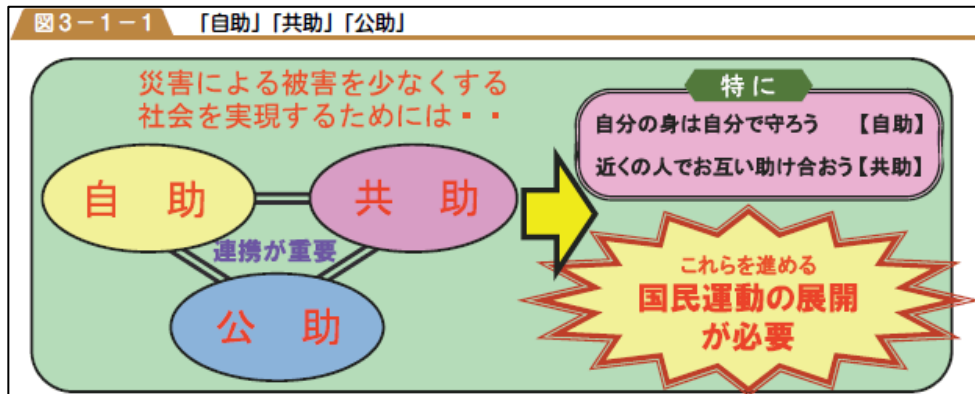 図3-1-1 「自助」「共助」「公助」
災害による被害を少なくする
社会を実現するためには・・
自 助
共 助
連携が重要
公 助
特に
自分の身は自分で守ろう 【自助】
近くの人でお互い助け合おう【共助】
これらを進める
国民運動の展開
が必要